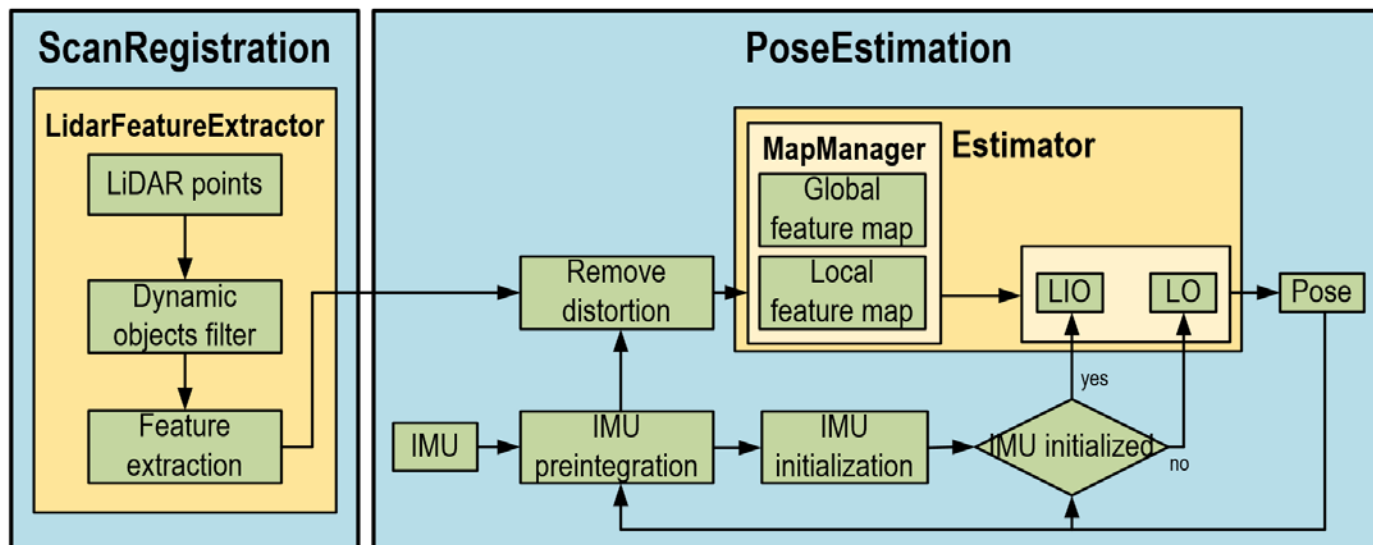 ScanRegistration
LidarFeatureExtractor
LiDAR points
Dynamic
objects filter
Feature
extraction
PoseEstimation
Estimator
MapManager
Global
feature map
Local
feature map
Remove
distortion
LIO
LO
Pose
yes
no
IMU
IMU
preintegration
IMU
initialization
IMU initialized